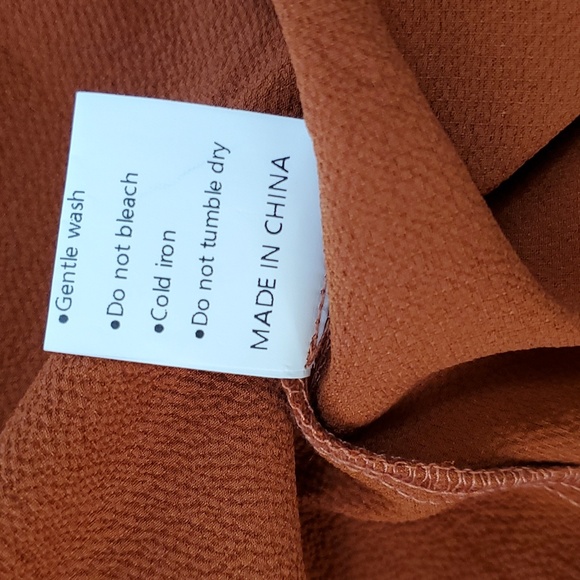 ●Gentle wash
●Do not bleach
●Cold iron
●Do not tumble dry
MADE IN CHINA